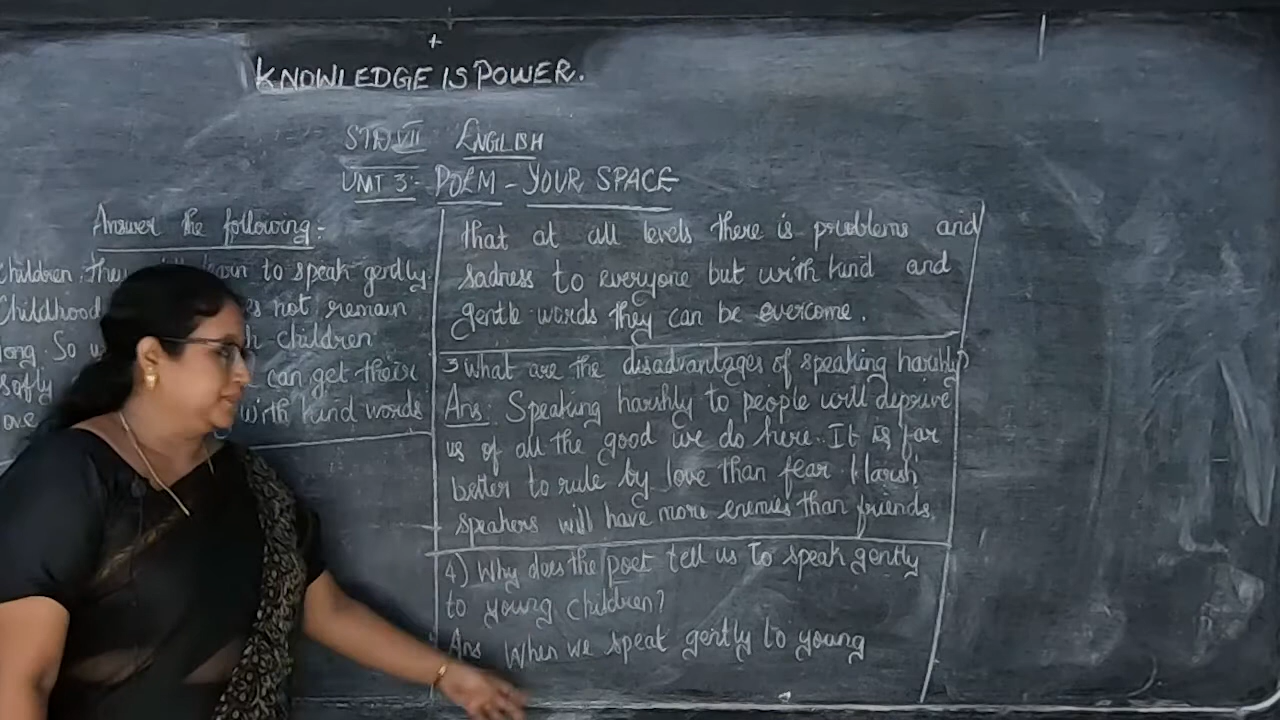 KNOWLEDGE IS POWER.
STD VII ENGLISH
UNIT 3:- POEM - YOUR SPACE
Answer the following:-
Children, they learn to speak gently.
Childhood not remain
long. So children
softly can get their
with kind words
that at all levels there is problems and
sadness to everyone but with kind and
gentle words they can be overcome.
3 What are the disadvantages of speaking harshly?
Ans: Speaking harshly to people will deprive
us of all the good we do here. It is far
better to rule by love than fear. Harsh
speakers will have more enemies than friends.
4) Why does the poet tell us to speak gently
to young children?
Ans When we speak gently to young